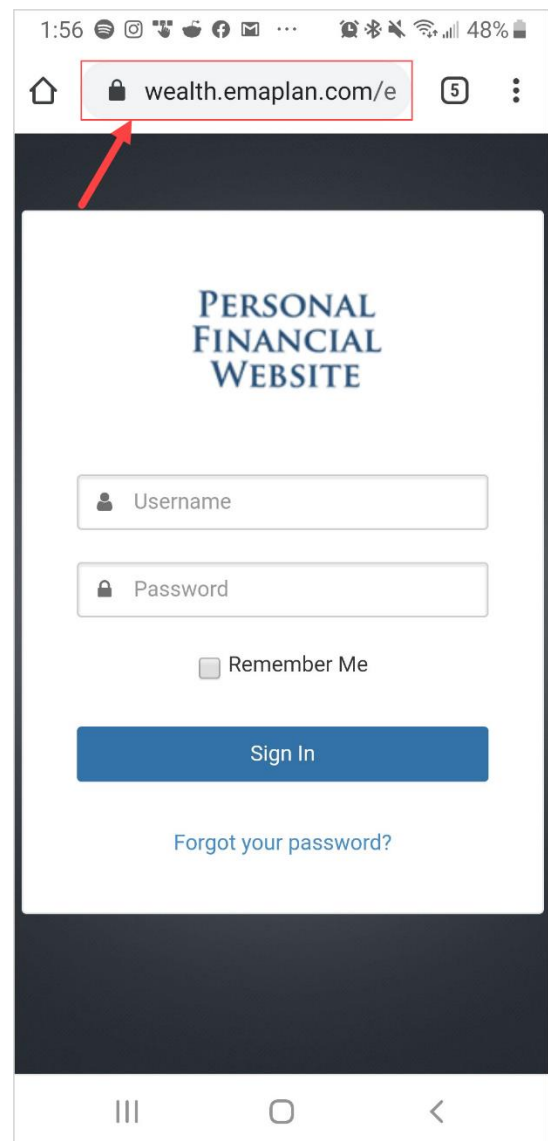 1:56
48%
wealth.emaplan.com/e
5
PERSONAL
FINANCIAL
WEBSITE
Username
Password
Remember Me
Sign In
Forgot your password?